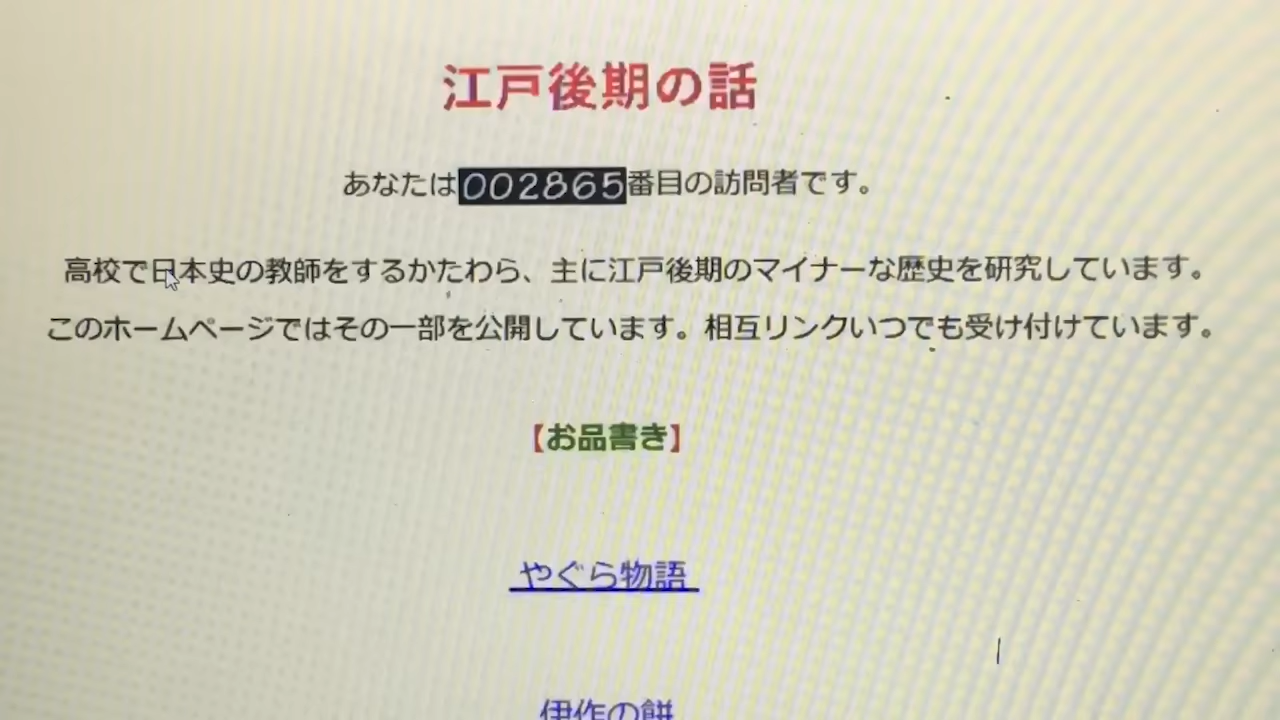 江戸後期の話
あなたは002865番目の訪問者です。
高校で日本史の教師をするかたわら、主に江戸後期のマイナーな歴史を研究しています。
このホームページではその一部を公開しています。相互リンクいつでも受け付けています。
【お品書き】
やぐら物語
伊作の餅